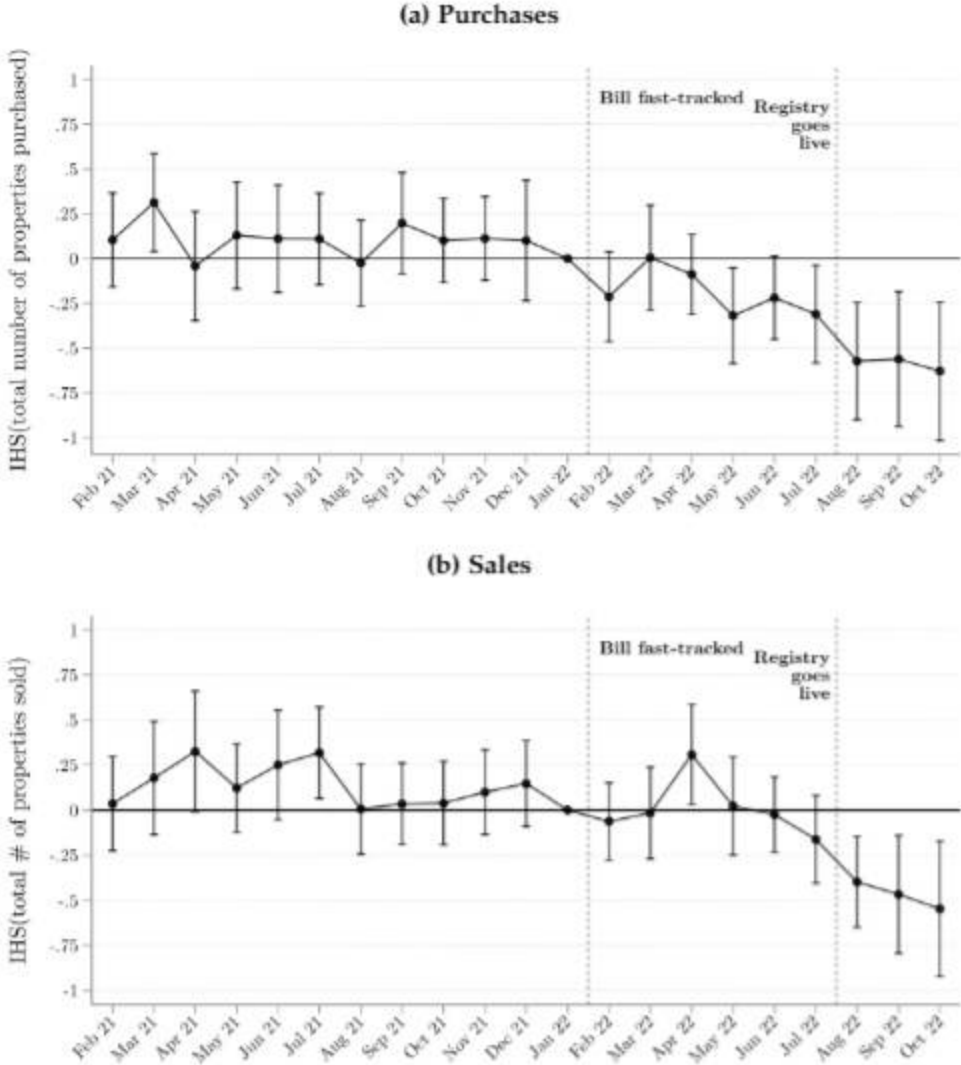 (a) Purchases
IHS(total number of properties purchased)
1
.75
.5
.25
0
-.25
-.5
-.75
-1
Bill fast-tracked
Registry
goes
live
Feb 21
Mar 21
Apr 21
May 21
Jun 21
Jul 21
Aug 21
Sep 21
Oct 21
Nov 21
Dec 21
Jan 22
Feb 22
Mar 22
Apr 22
May 22
Jun 22
Jul 22
Aug 22
Sep 22
Oct 22
(b) Sales
IHS(total # of properties sold)
1
.75
.5
.25
0
-.25
-.5
-.75
-1
Bill fast-tracked
Registry
goes
live
Feb 21
Mar 21
Apr 21
May 21
Jun 21
Jul 21
Aug 21
Sep 21
Oct 21
Nov 21
Dec 21
Jan 22
Feb 22
Mar 22
Apr 22
May 22
Jun 22
Jul 22
Aug 22
Sep 22
Oct 22